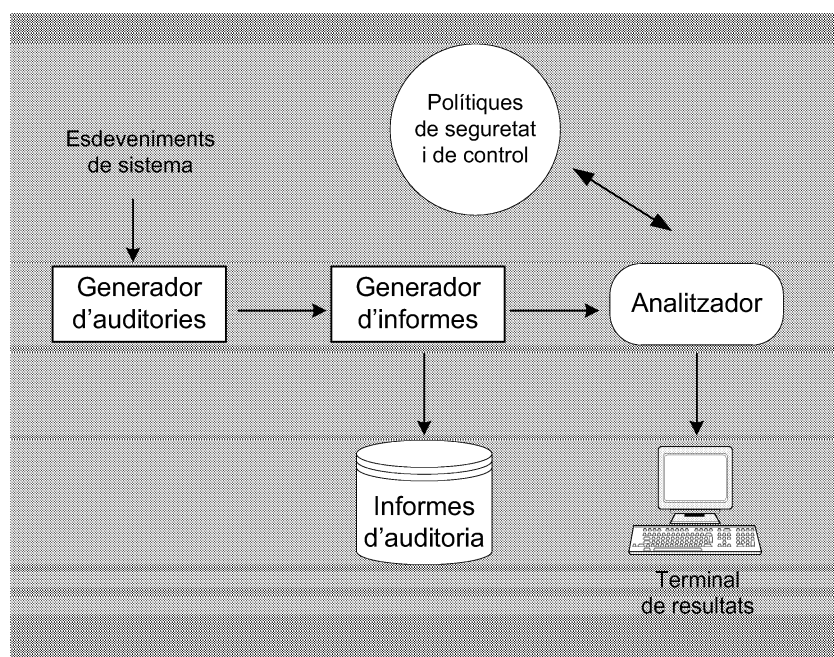 Polítiques
de seguretat
i de control
Esdeveniments
de sistema
Generador
d'auditories
Generador
d'informes
Analitzador
Informes
d'auditoria
Terminal
de resultats